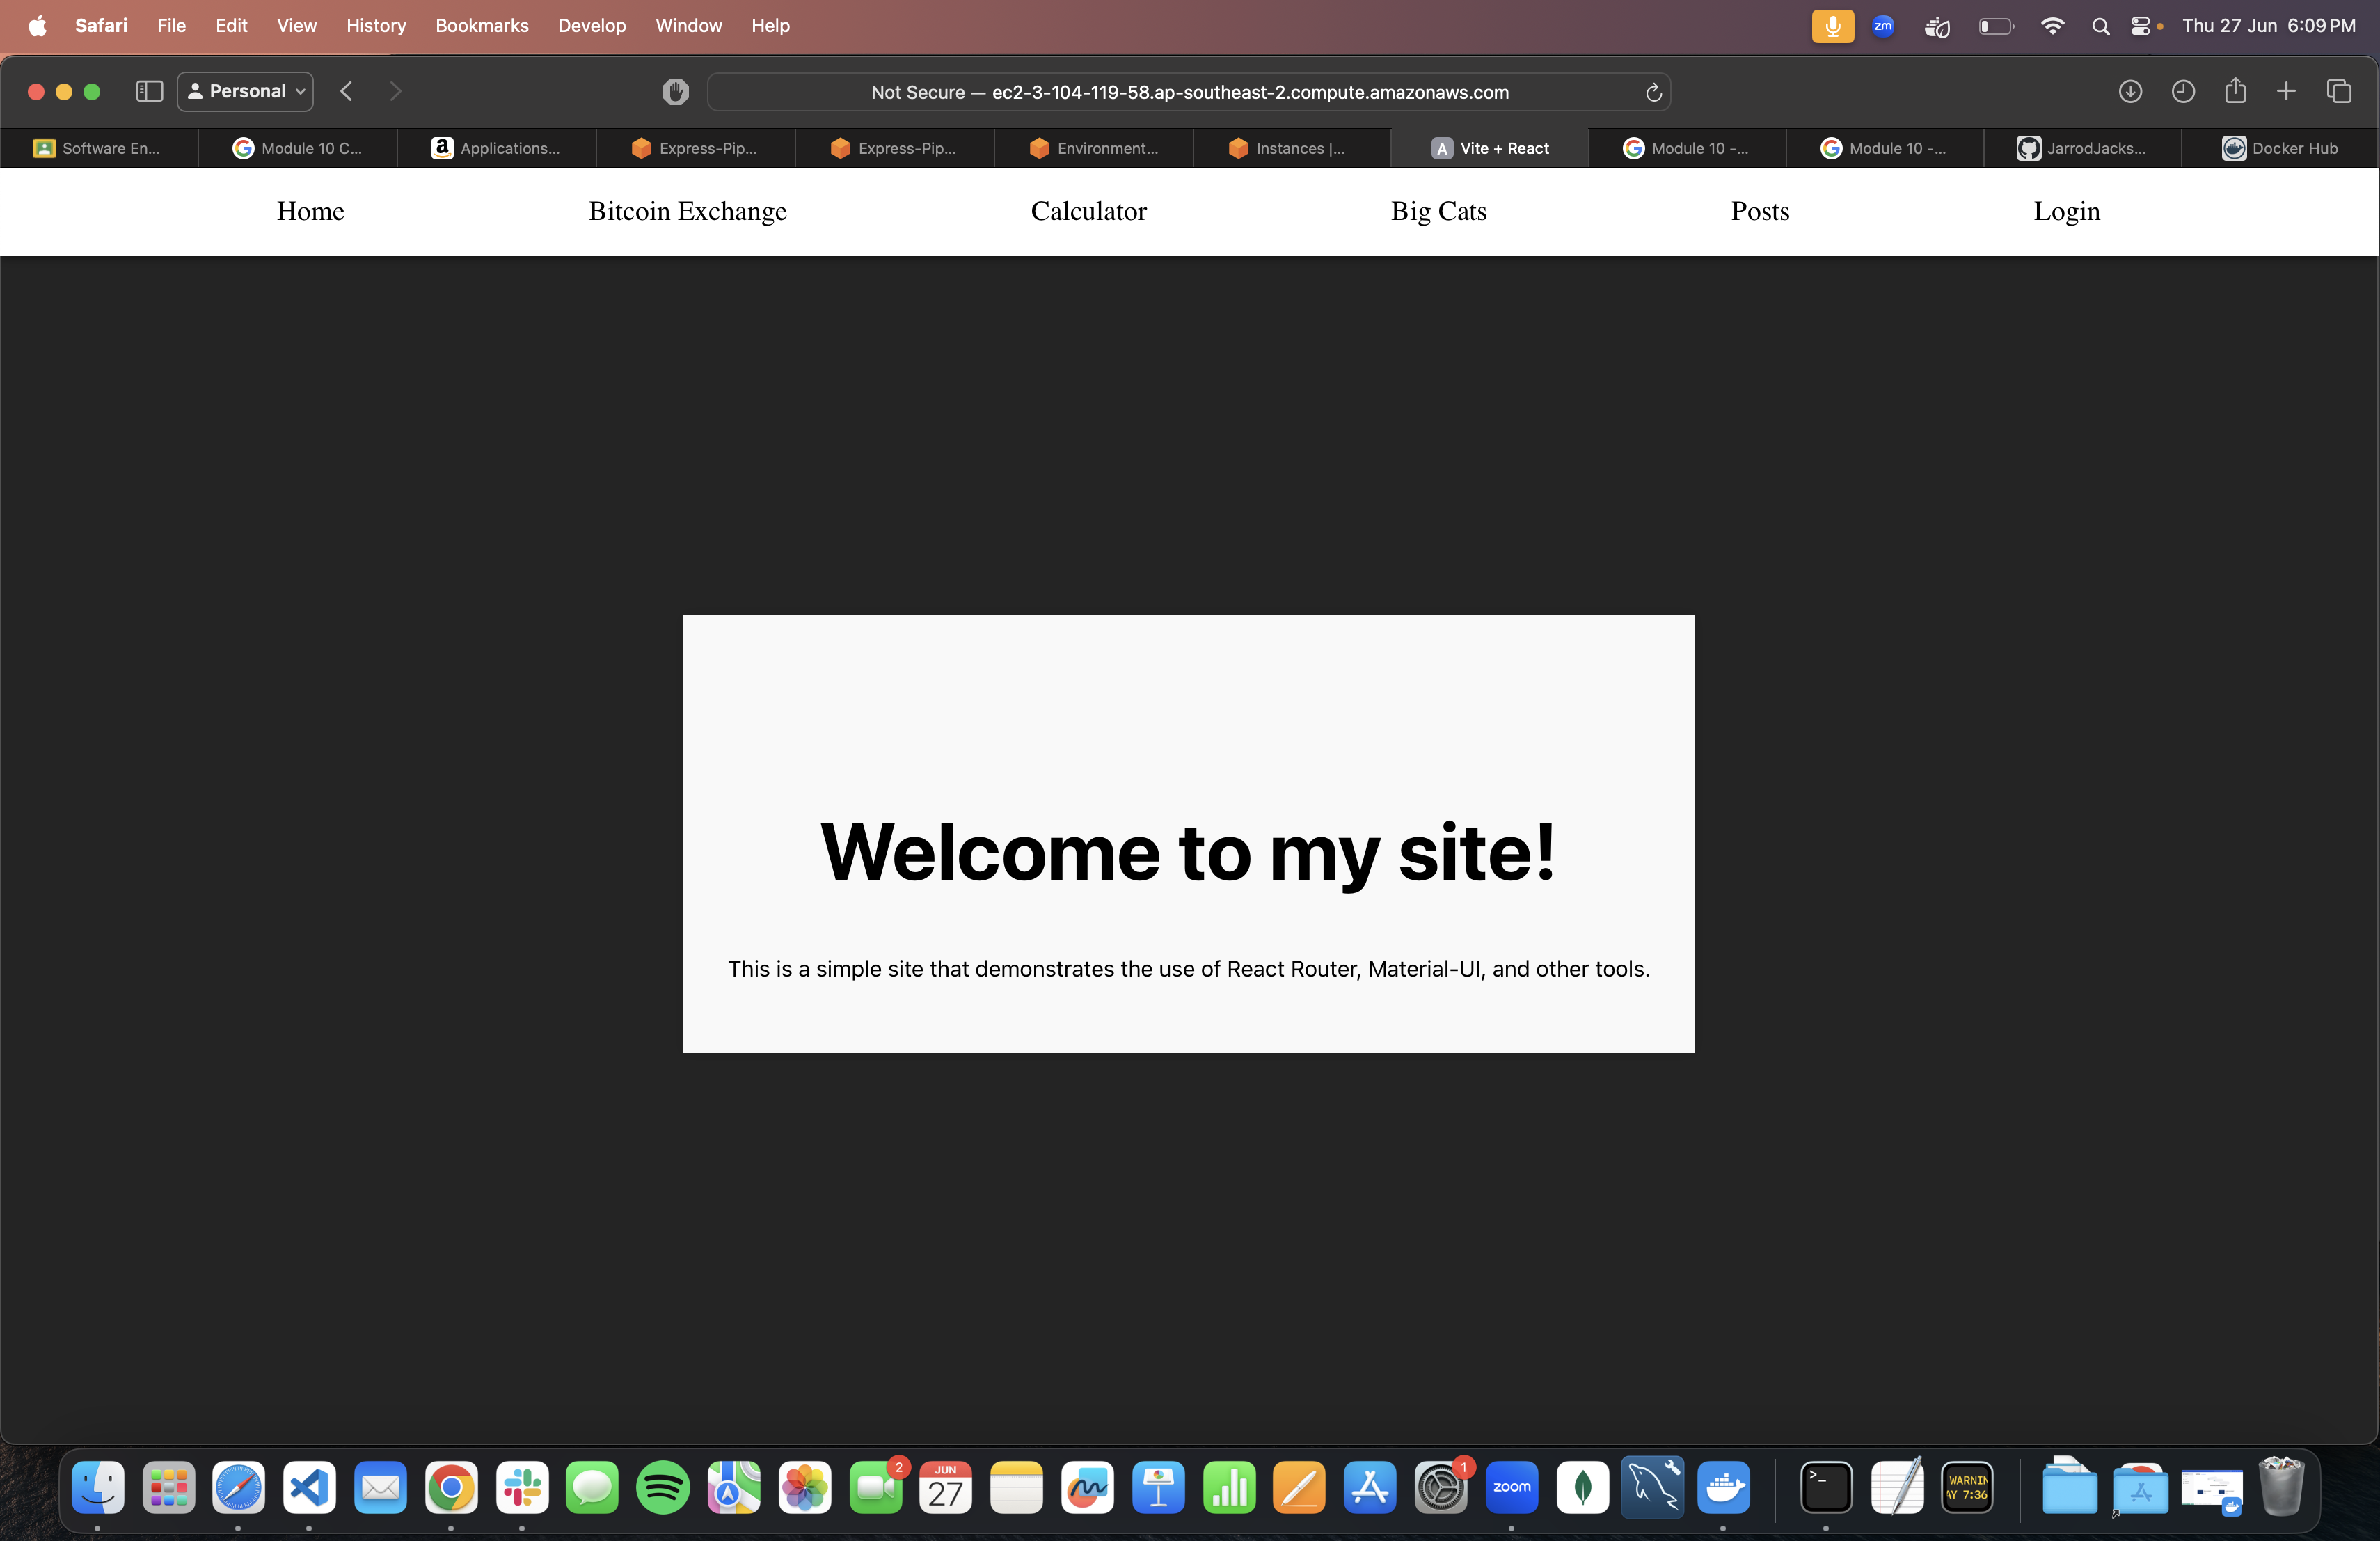 Safari File Edit View History Bookmarks Develop Window Help zm Thu 27 Jun 6:09 PM
Personal Not Secure — ec2-3-104-119-58.ap-southeast-2.compute.amazonaws.com
Software En... Module 10 C... Applications... Express-Pip... Express-Pip... Environment... Instances |... Vite + React Module 10 -... Module 10 -... JarrodJacks... Docker Hub
Home Bitcoin Exchange Calculator Big Cats Posts Login
Welcome to my site!
This is a simple site that demonstrates the use of React Router, Material-UI, and other tools.
2 JUN 1
27 zoom WARNIN
AY 7:36